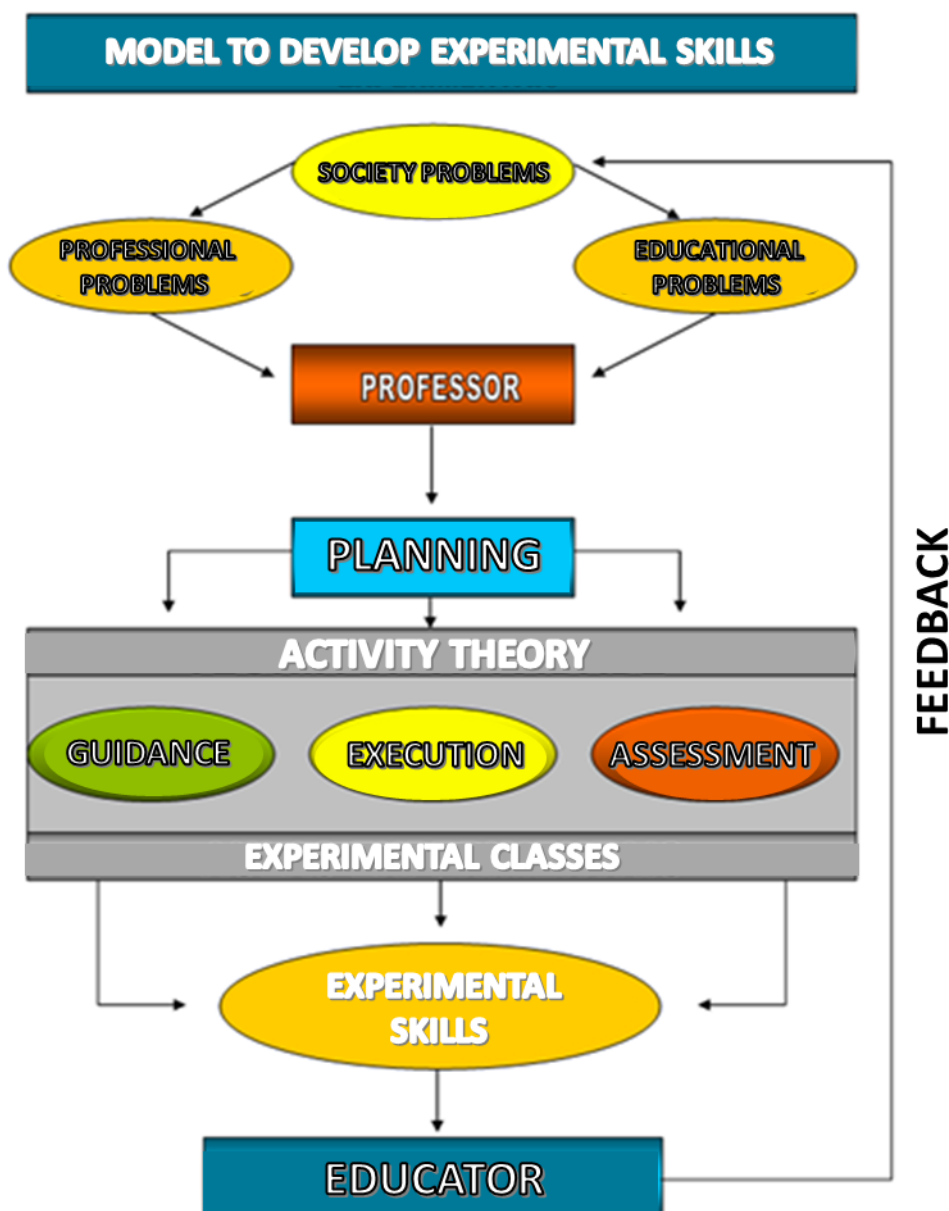 MODEL TO DEVELOP EXPERIMENTAL SKILLS
SOCIETY PROBLEMS
PROFESSIONAL
PROBLEMS
EDUCATIONAL
PROBLEMS
PROFESSOR
PLANNING
ACTIVITY THEORY
GUIDANCE
EXECUTION
ASSESSMENT
EXPERIMENTAL CLASSES
EXPERIMENTAL
SKILLS
EDUCATOR
FEEDBACK